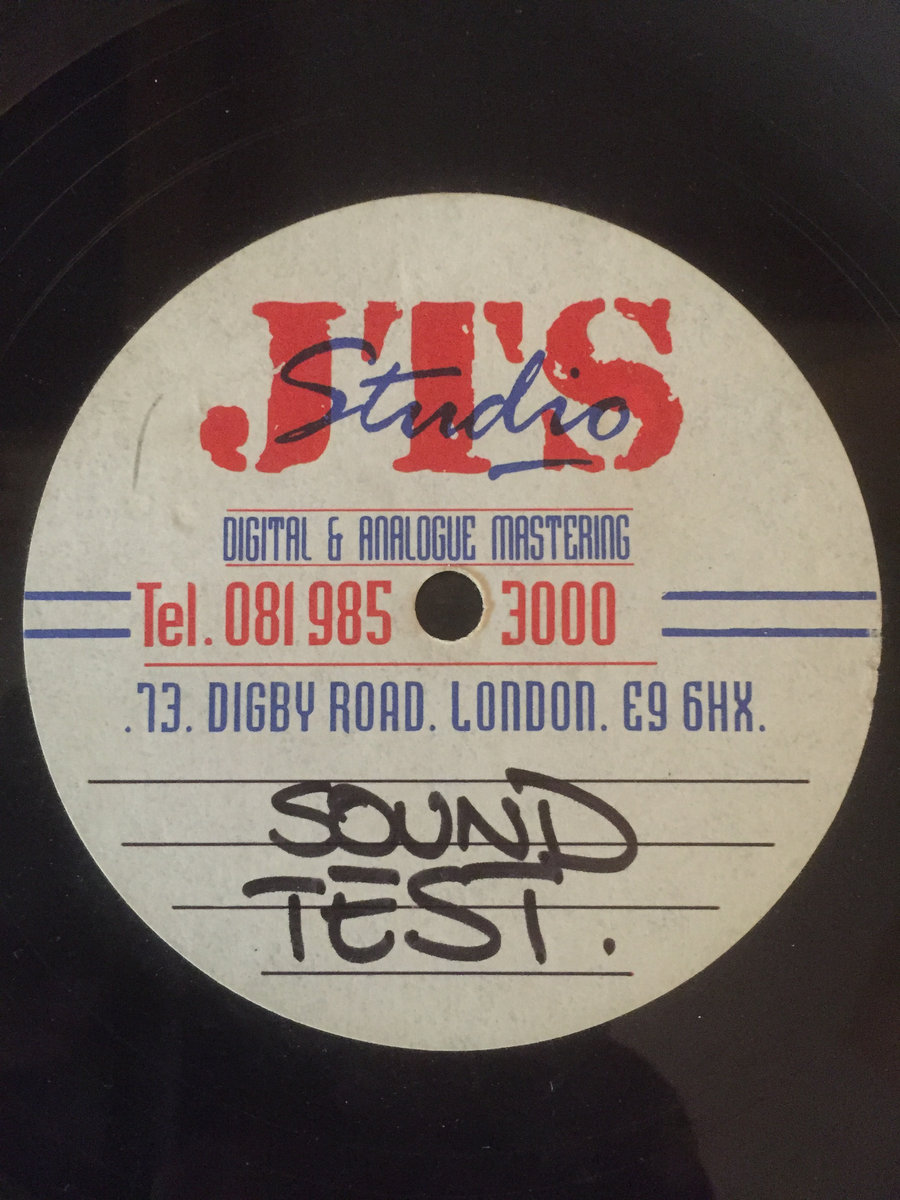 JTS
Studio
DIGITAL & ANALOGUE MASTERING
Tel. 081 985 3000
.73. DIGBY ROAD. LONDON. E9 6HX.
SOUND
TEST.